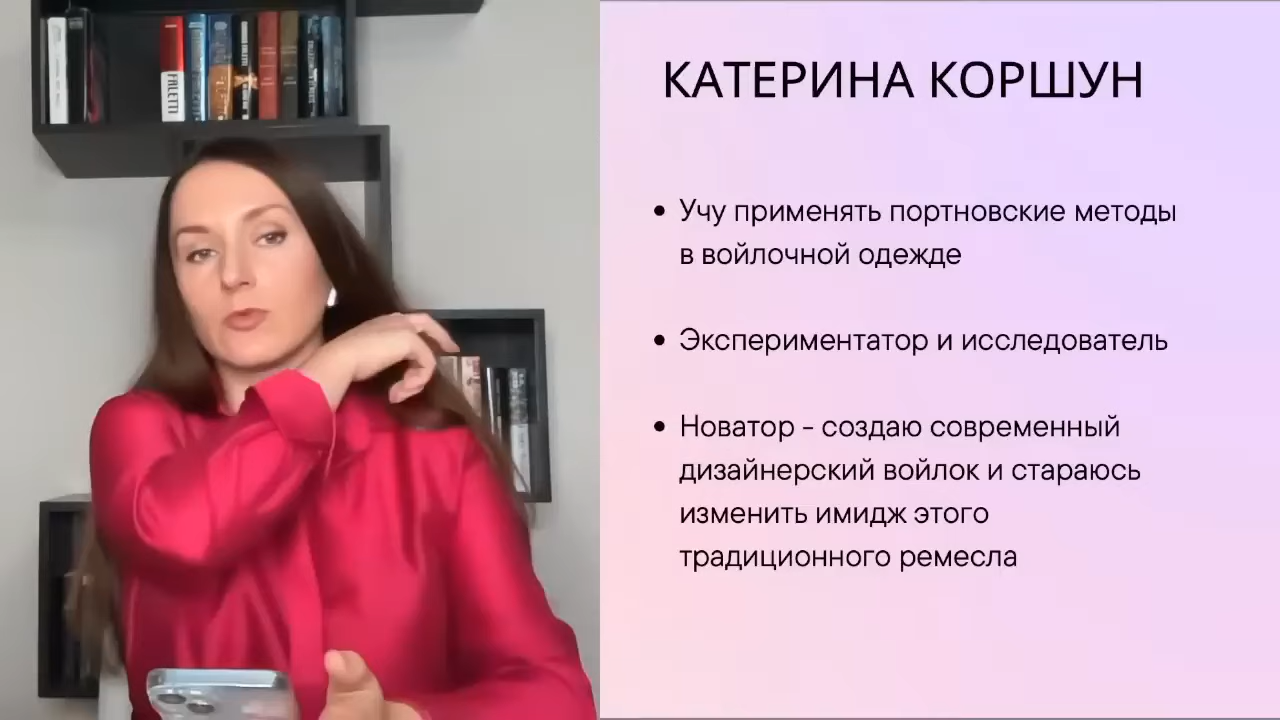 FALETTI
КАТЕРИНА КОРШУН
• Учу применять портновские методы
в войлочной одежде
• Экспериментатор и исследователь
• Новатор - создаю современный
дизайнерский войлок и стараюсь
изменить имидж этого
традиционного ремесла